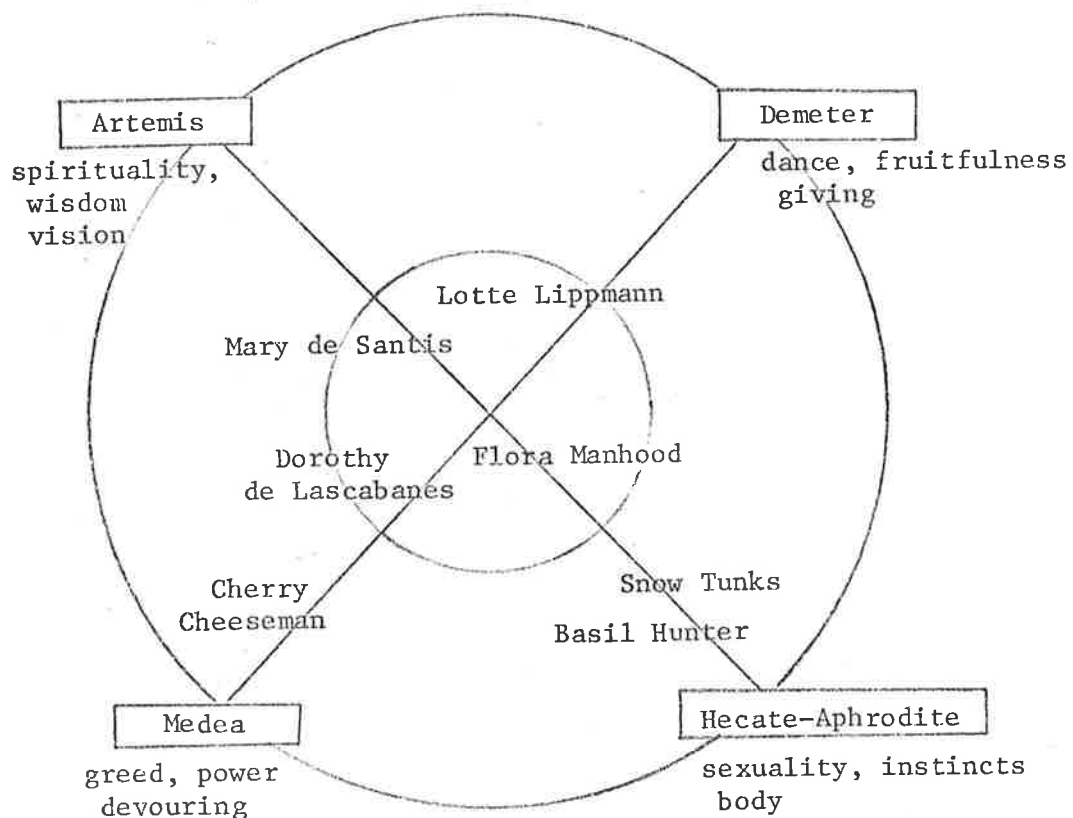 Artemis
spirituality,
wisdom
vision
Demeter
dance, fruitfulness
giving
Lotte Lippmann
Mary de Santis
Dorothy
de Lascabanes
Flora Manhood
Cherry
Cheeseman
Snow Tunks
Basil Hunter
Medea
greed, power
devouring
Hecate-Aphrodite
sexuality, instincts
body